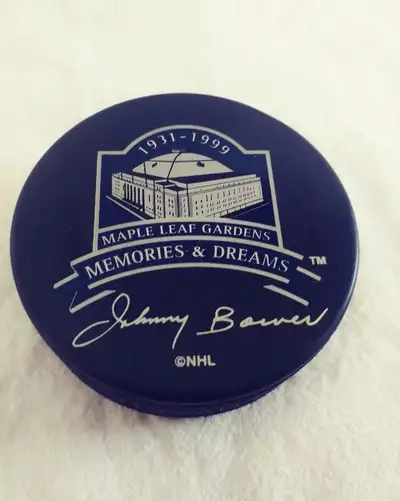 1931-1999
MAPLE LEAF GARDENS
MEMORIES & DREAMS ™
Johnny Bower
©NHL